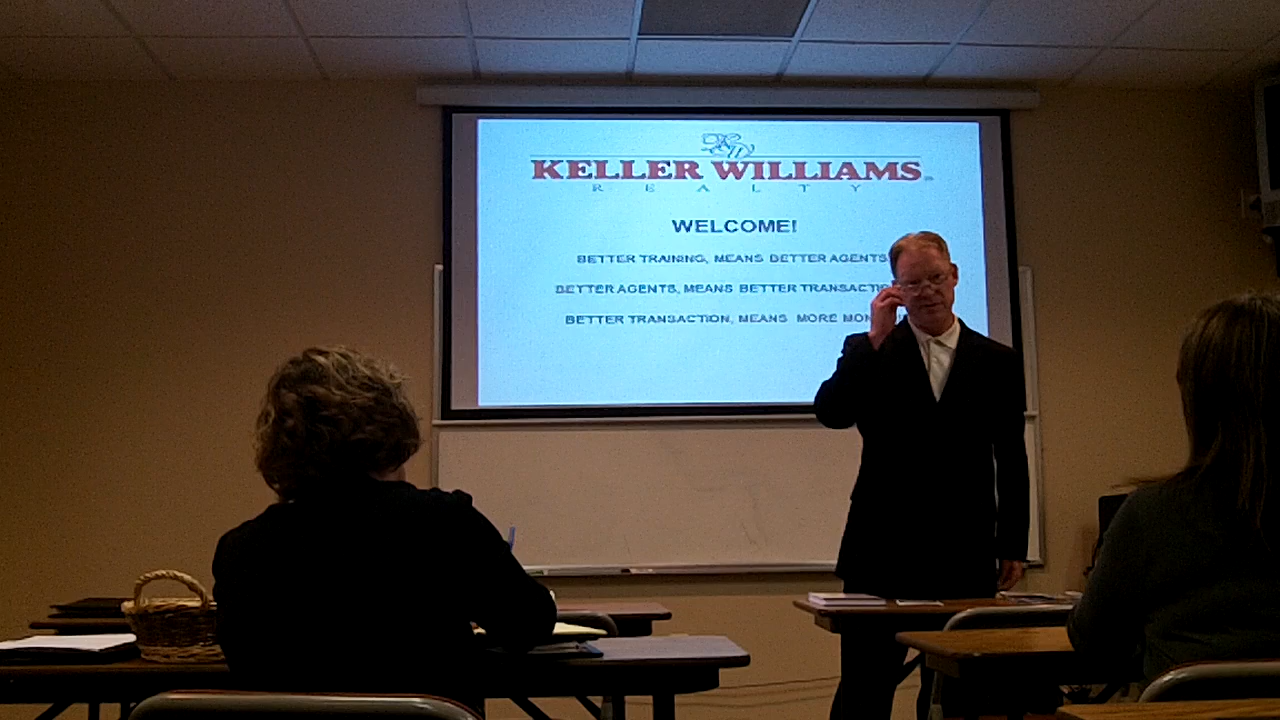 KELLER WILLIAMS
REALTY
WELCOME!
BETTER TRAINING, MEANS BETTER AGENTS
BETTER AGENTS, MEANS BETTER
BETTER TRANSACTION, MEANS MORE